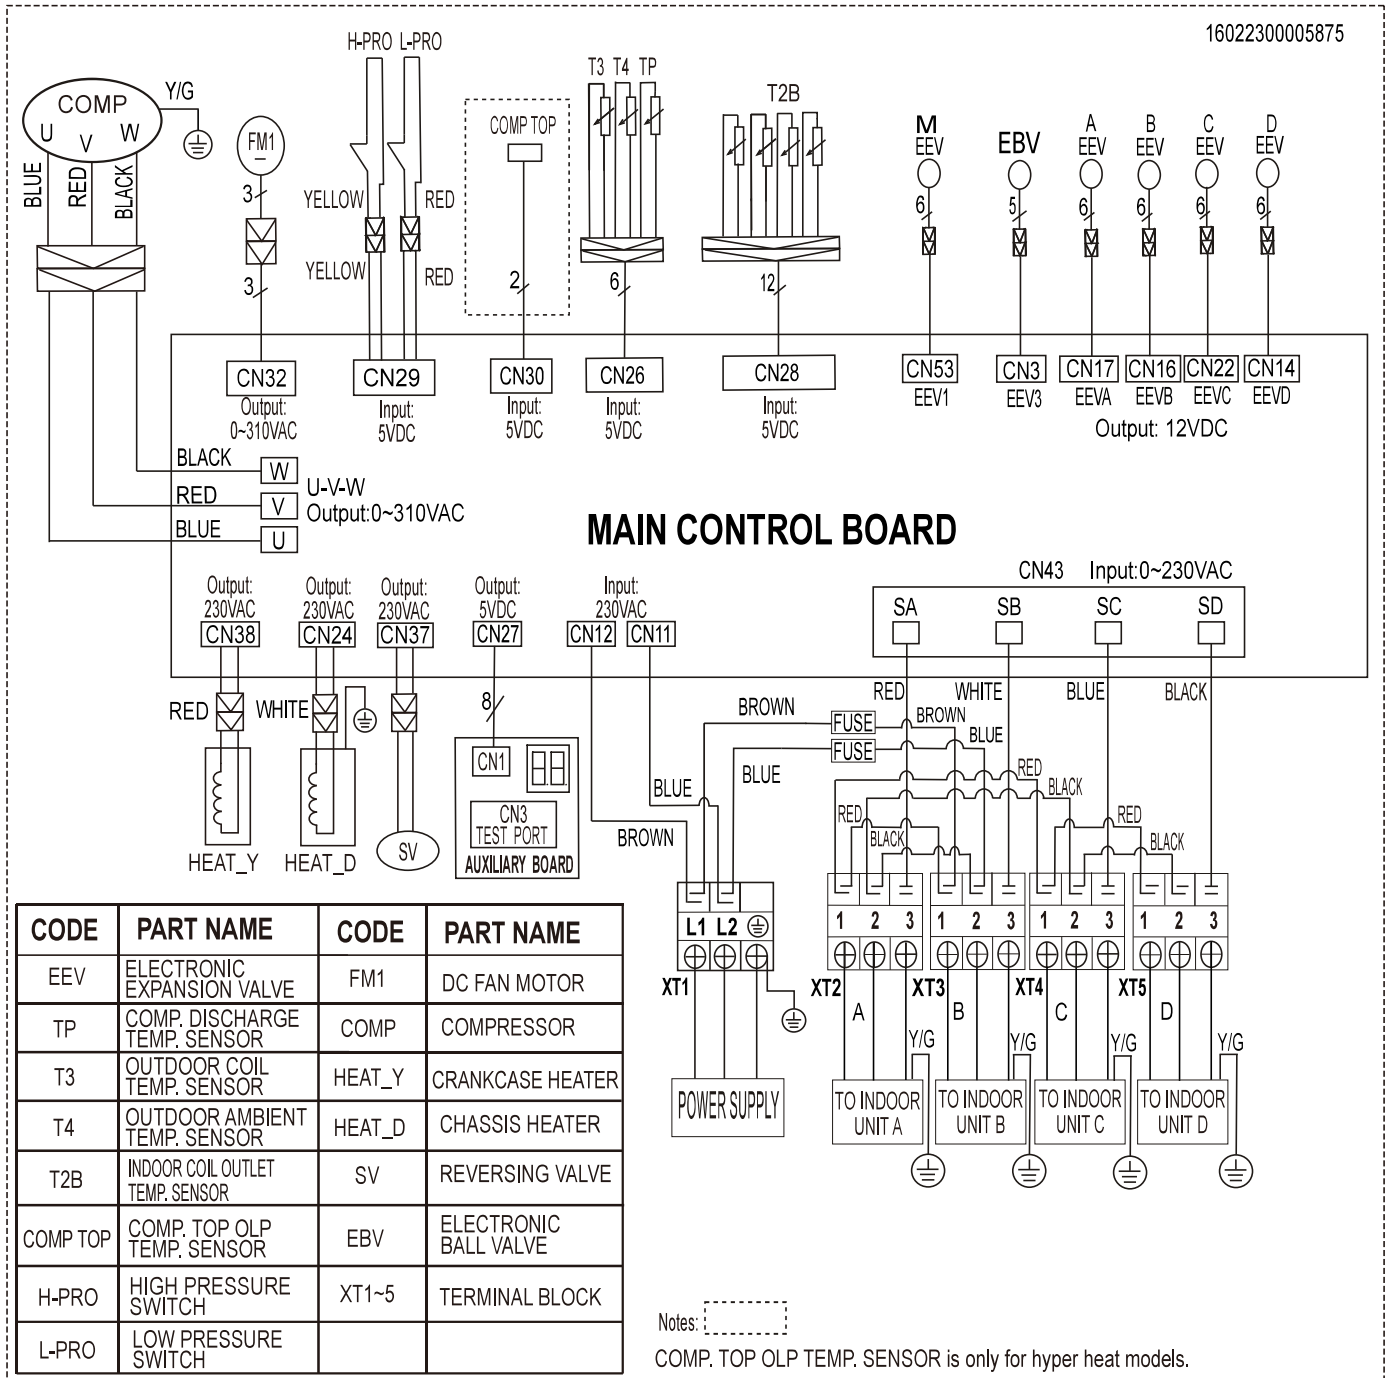 16022300005875
H-PRO L-PRO
T3 T4 TP
T2B
COMP
U V W
Y/G
FM1
COMP TOP
M
EEV
EBV
A
EEV
B
EEV
C
EEV
D
EEV
BLUE
RED
BLACK
3
3
YELLOW
RED
YELLOW
RED
2
6
12
6
5
6
6
6
6
CN32
Output:
0~310VAC
CN29
Input:
5VDC
CN30
Input:
5VDC
CN26
Input:
5VDC
CN28
Input:
5VDC
CN53
EEV1
CN3
EEV3
CN17
EEVA
CN16
EEVB
CN22
EEVC
CN14
EEVD
Output: 12VDC
BLACK
W
RED
V
BLUE
U
U-V-W
Output:0~310VAC
MAIN CONTROL BOARD
Output:
230VAC
CN38
Output:
230VAC
CN24
Output:
230VAC
CN37
Output:
5VDC
CN27
Input:
230VAC
CN12
CN11
CN43 Input:0~230VAC
SA
SB
SC
SD
RED
WHITE
BLUE
BLACK
RED
WHITE
8
HEAT_Y
HEAT_D
SV
CN1
CN3
TEST PORT
AUXILIARY BOARD
BROWN
FUSE
BROWN
FUSE
BLUE
BLUE
BLUE
BROWN
RED
BLACK
RED
BLACK
RED
BLACK
L1 L2
XT1
POWER SUPPLY
1 2 3
XT2
A
1 2 3
XT3
B
1 2 3
XT4
C
1 2 3
XT5
D
Y/G
Y/G
Y/G
Y/G
TO INDOOR
UNIT A
TO INDOOR
UNIT B
TO INDOOR
UNIT C
TO INDOOR
UNIT D
CODE PART NAME CODE PART NAME
EEV ELECTRONIC
EXPANSION VALVE FM1 DC FAN MOTOR
TP COMP. DISCHARGE
TEMP. SENSOR COMP COMPRESSOR
T3 OUTDOOR COIL
TEMP. SENSOR HEAT_Y CRANKCASE HEATER
T4 OUTDOOR AMBIENT
TEMP. SENSOR HEAT_D CHASSIS HEATER
T2B INDOOR COIL OUTLET
TEMP. SENSOR SV REVERSING VALVE
COMP TOP COMP. TOP OLP
TEMP. SENSOR EBV ELECTRONIC
BALL VALVE
H-PRO HIGH PRESSURE
SWITCH XT1~5 TERMINAL BLOCK
L-PRO LOW PRESSURE
SWITCH
Notes:
COMP. TOP OLP TEMP. SENSOR is only for hyper heat models.